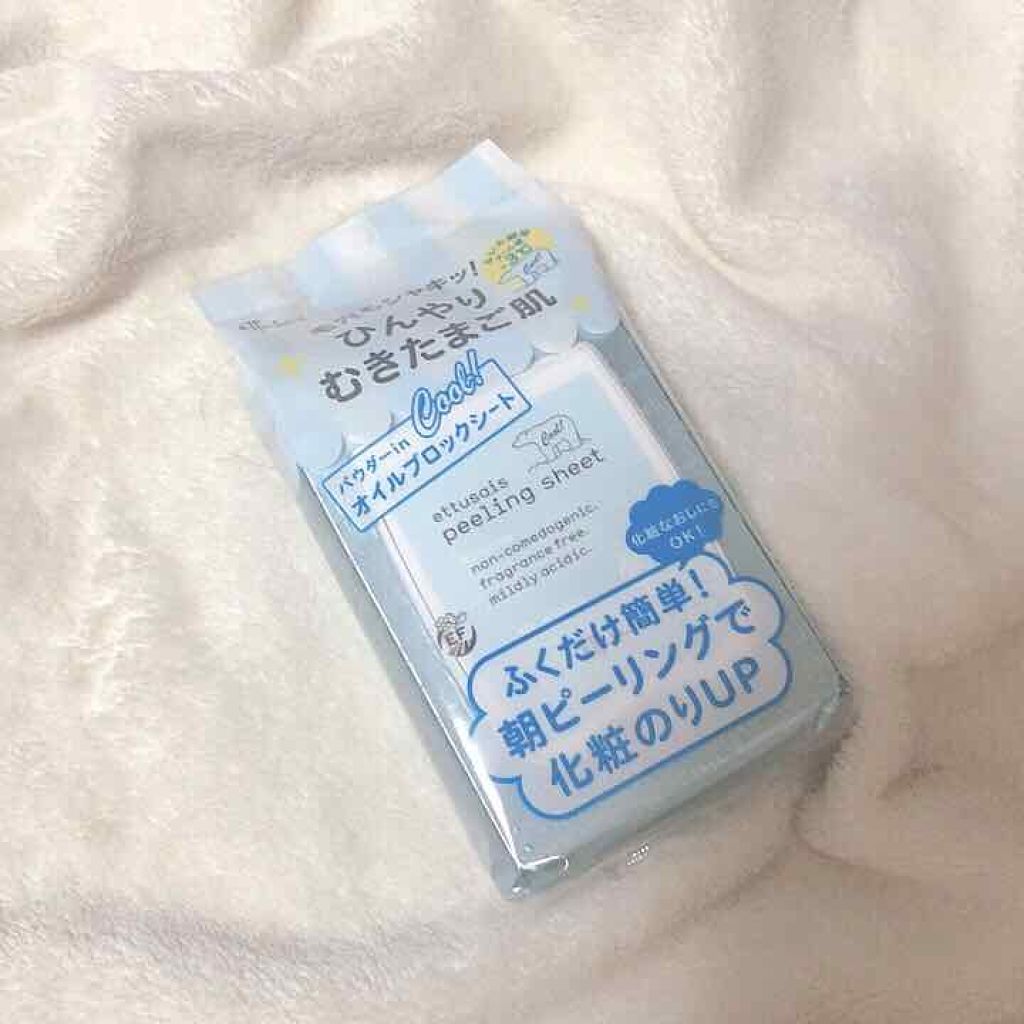 ひんやり
むきたまご肌
パウダーin Cool!
オイルブロックシート
Cool!
ettusais
peeling sheet
non-comedogenic.
fragrance free.
mildly acidic.
化粧なおしにも
OK!
EF
ふくだけ簡単!
朝ピーリングで
化粧のりUP